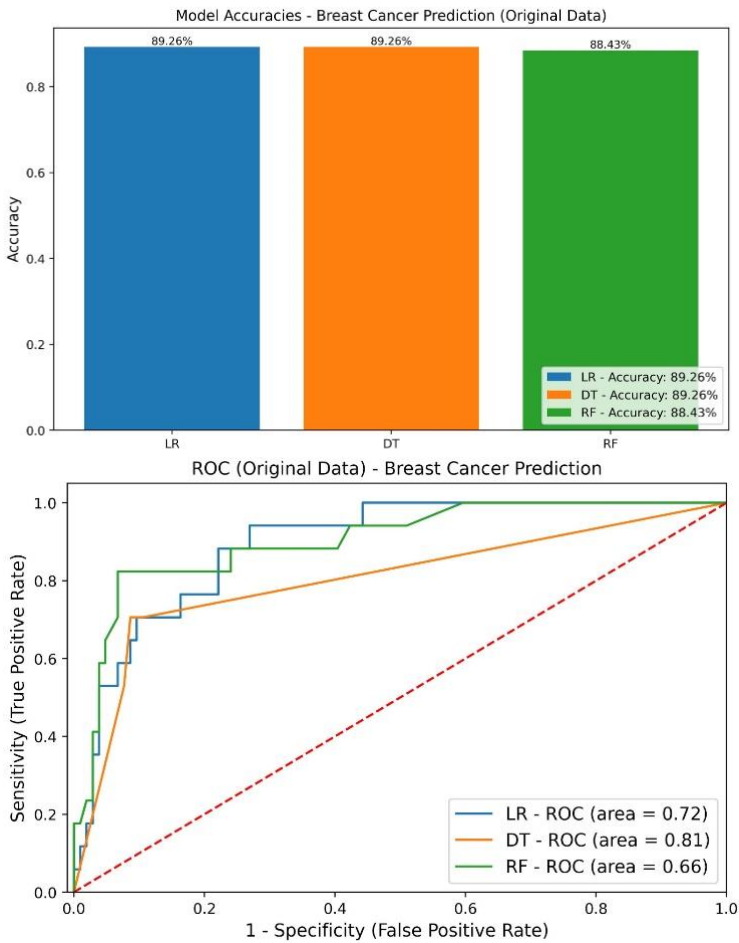 Model Accuracies - Breast Cancer Prediction (Original Data)
89.26%
89.26%
88.43%
0.8
0.6
0.4
0.2
0.0
Accuracy
LR - Accuracy: 89.26%
DT - Accuracy: 89.26%
RF - Accuracy: 88.43%
LR
DT
RF
ROC (Original Data) - Breast Cancer Prediction
1.0
0.8
0.6
0.4
0.2
0.0
Sensitivity (True Positive Rate)
LR - ROC (area = 0.72)
DT - ROC (area = 0.81)
RF - ROC (area = 0.66)
0.0
0.2
0.4
0.6
0.8
1.0
1 - Specificity (False Positive Rate)